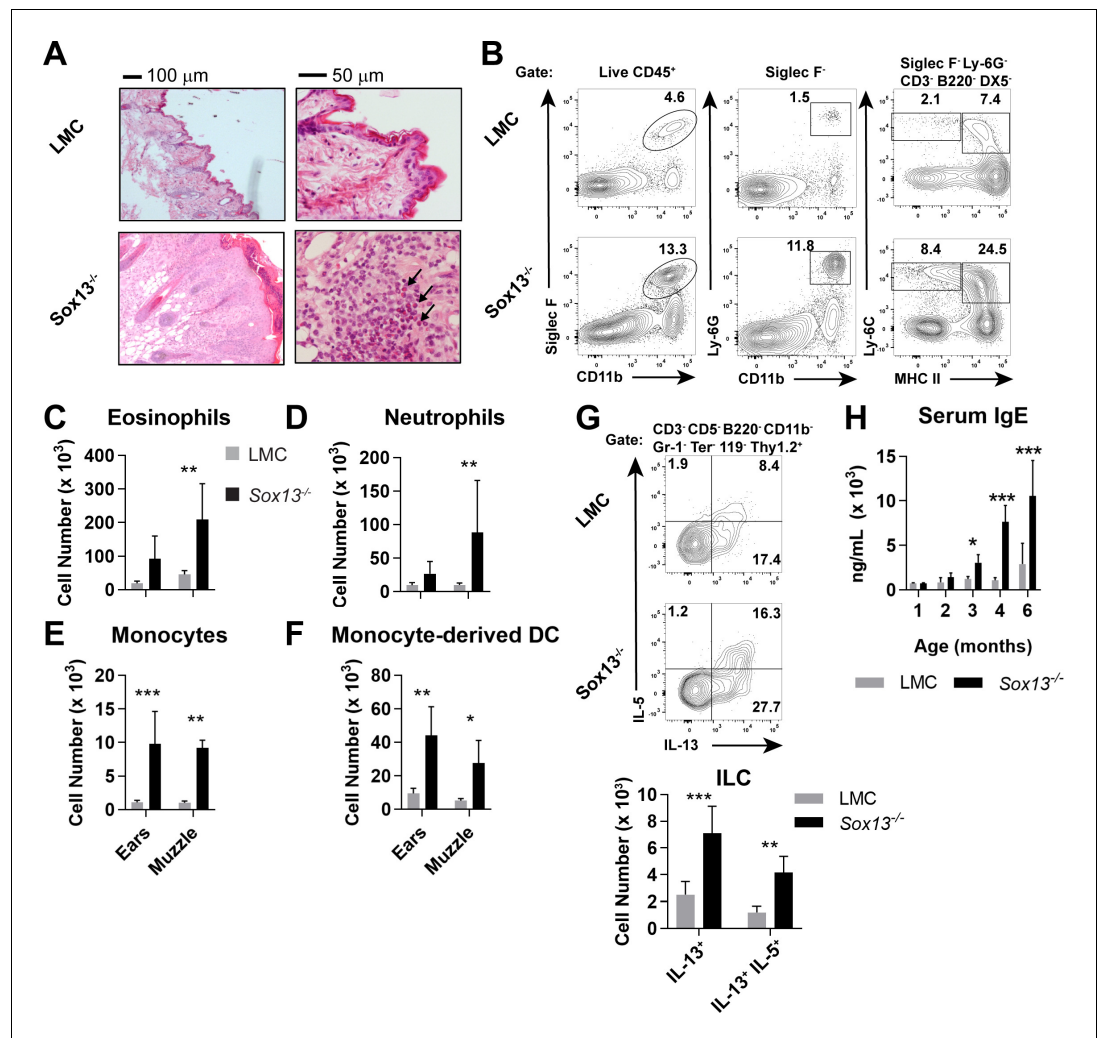 A
100 μm
50 μm
LMC
Sox13-/-
B
Gate:
Live CD45+
Siglec F-
Siglec F- Ly-6G-
CD3- B220- DX5-
LMC
4.6
1.5
2.1
7.4
Sox13-/-
13.3
11.8
8.4
24.5
Siglec F
Ly-6G
Ly-6C
CD11b
CD11b
MHC II
C
Eosinophils
Cell Number (x 103)
400
300
200
100
0
**
LMC
Sox13-/-
D
Neutrophils
Cell Number (x 103)
200
150
100
50
0
**
E
Monocytes
Cell Number (x 103)
20
15
10
5
0
***
**
Ears
Muzzle
F
Monocyte-derived DC
Cell Number (x 103)
80
60
40
20
0
**
*
Ears
Muzzle
G
CD3- CD5- B220- CD11b-
Gate:
Gr-1- Ter- 119- Thy1.2+
LMC
1.9
8.4
17.4
Sox13-/-
1.2
16.3
27.7
IL-5
IL-13
ILC
Cell Number (x 103)
10
8
6
4
2
0
***
**
LMC
Sox13-/-
IL-13+
IL-13+ IL-5+
H
Serum IgE
ng/mL (x 103)
15
10
5
0
*
***
***
1 2 3 4 6
Age (months)
LMC
Sox13-/-